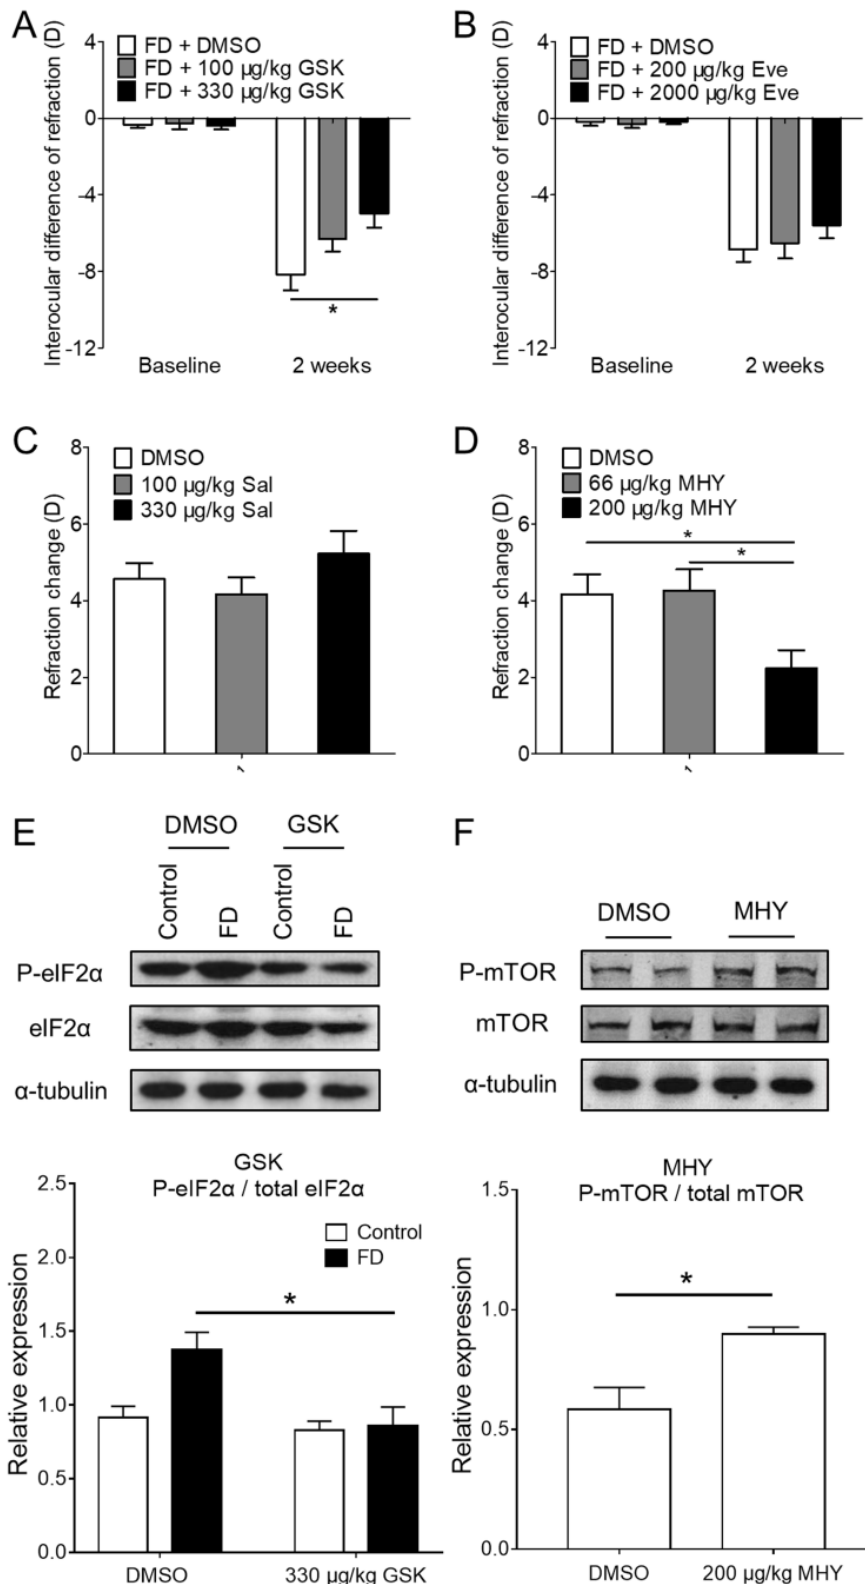 A
Interocular difference of refraction (D)
4
0
-4
-8
-12
FD + DMSO
FD + 100 µg/kg GSK
FD + 330 µg/kg GSK
*
Baseline
2 weeks
B
Interocular difference of refraction (D)
4
0
-4
-8
-12
FD + DMSO
FD + 200 µg/kg Eve
FD + 2000 µg/kg Eve
Baseline
2 weeks
C
Refraction change (D)
8
6
4
2
0
DMSO
100 µg/kg Sal
330 µg/kg Sal
D
Refraction change (D)
8
6
4
2
0
DMSO
66 µg/kg MHY
200 µg/kg MHY
*
*
E
DMSO
GSK
Control
FD
Control
FD
P-eIF2α
eIF2α
α-tubulin
GSK
P-eIF2α / total eIF2α
Relative expression
2.5
2.0
1.5
1.0
0.5
0.0
Control
FD
*
DMSO
330 µg/kg GSK
F
DMSO
MHY
P-mTOR
mTOR
α-tubulin
MHY
P-mTOR / total mTOR
Relative expression
1.5
1.0
0.5
0.0
*
DMSO
200 µg/kg MHY